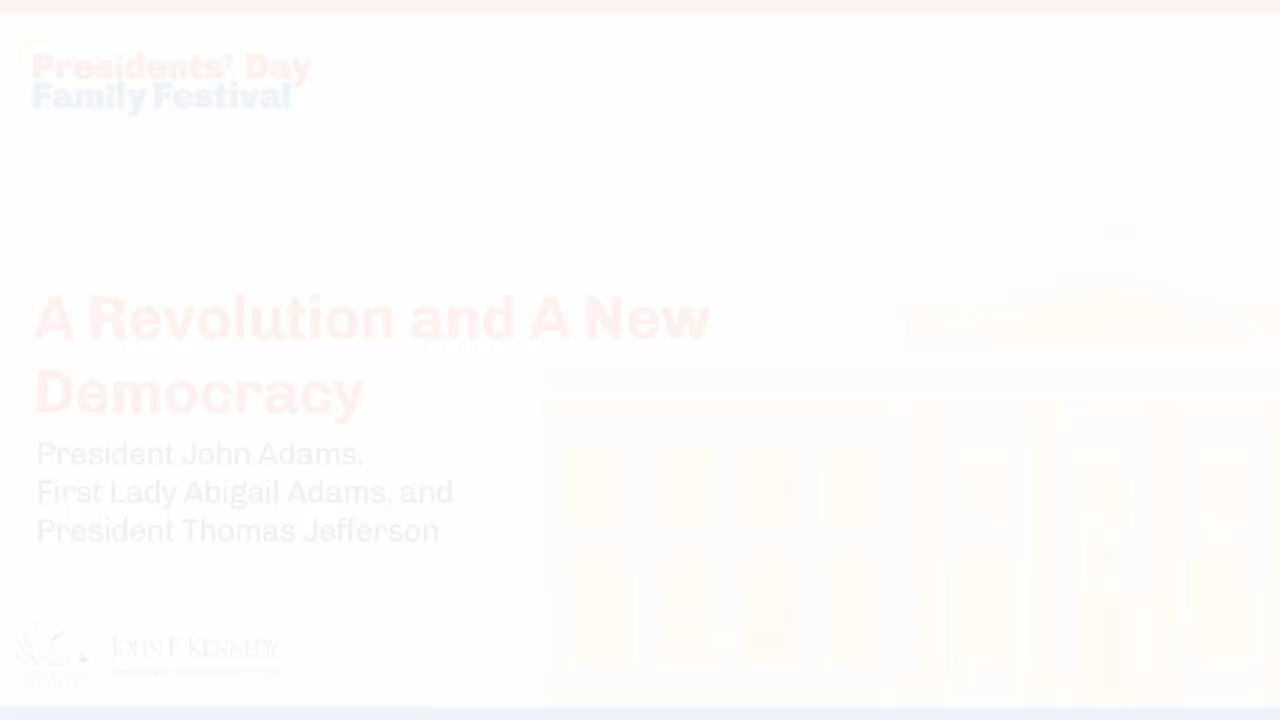 Presidents' Day
Family Festival
A Revolution and A New
Democracy
President John Adams,
First Lady Abigail Adams, and
President Thomas Jefferson
JOHN F. KENNEDY